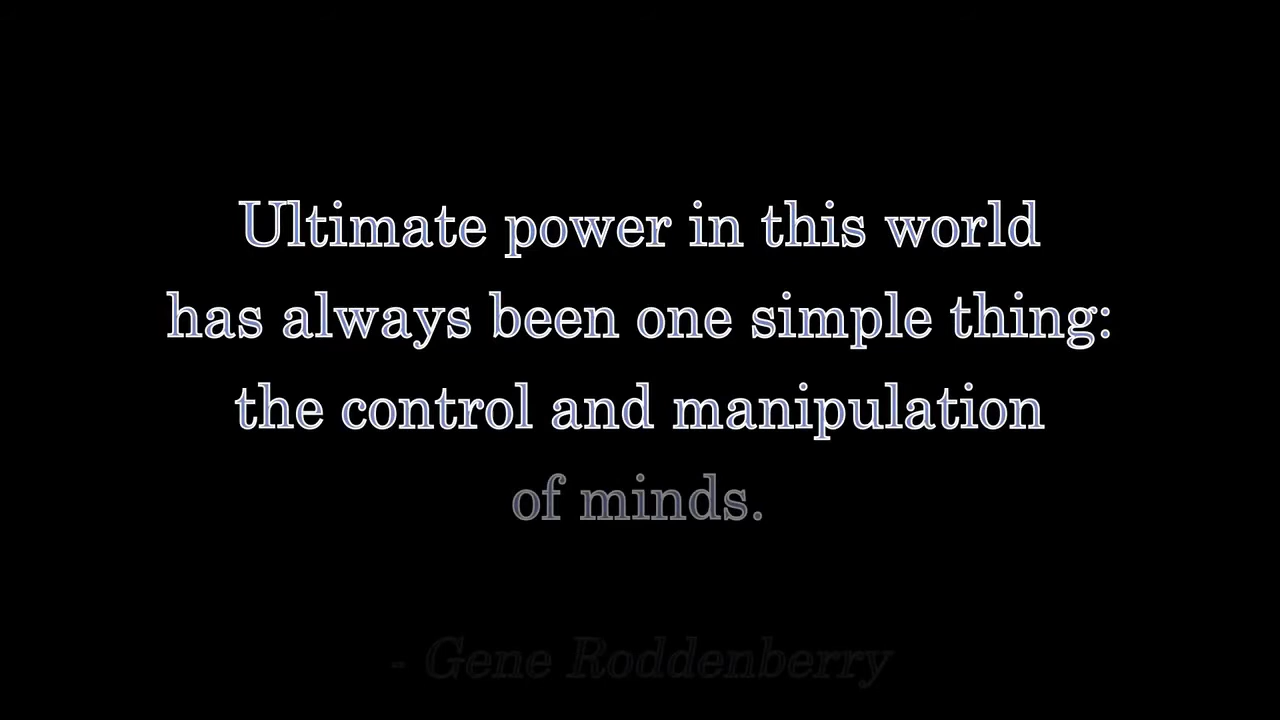 Ultimate power in this world
has always been one simple thing:
the control and manipulation
of minds.
- Gene Roddenberry